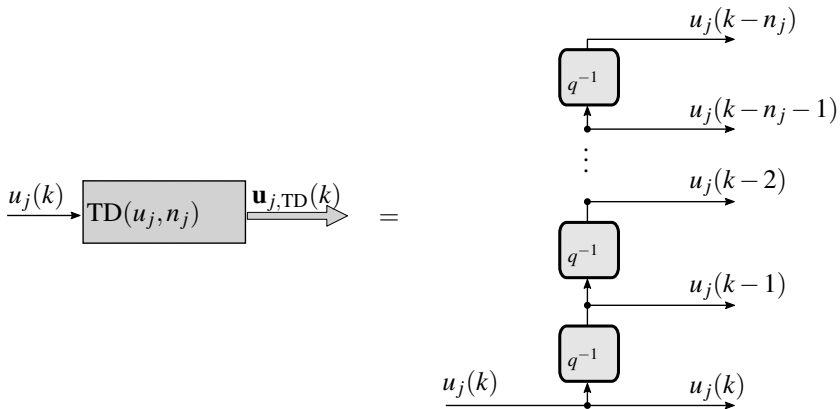 u_j(k−n_j)
q^{−1}
u_j(k−n_j−1)
⋮
u_j(k) TD(u_j,n_j) **u**_{j,TD}(k) = u_j(k−2)
q^{−1}
u_j(k−1)
q^{−1}
u_j(k) u_j(k)